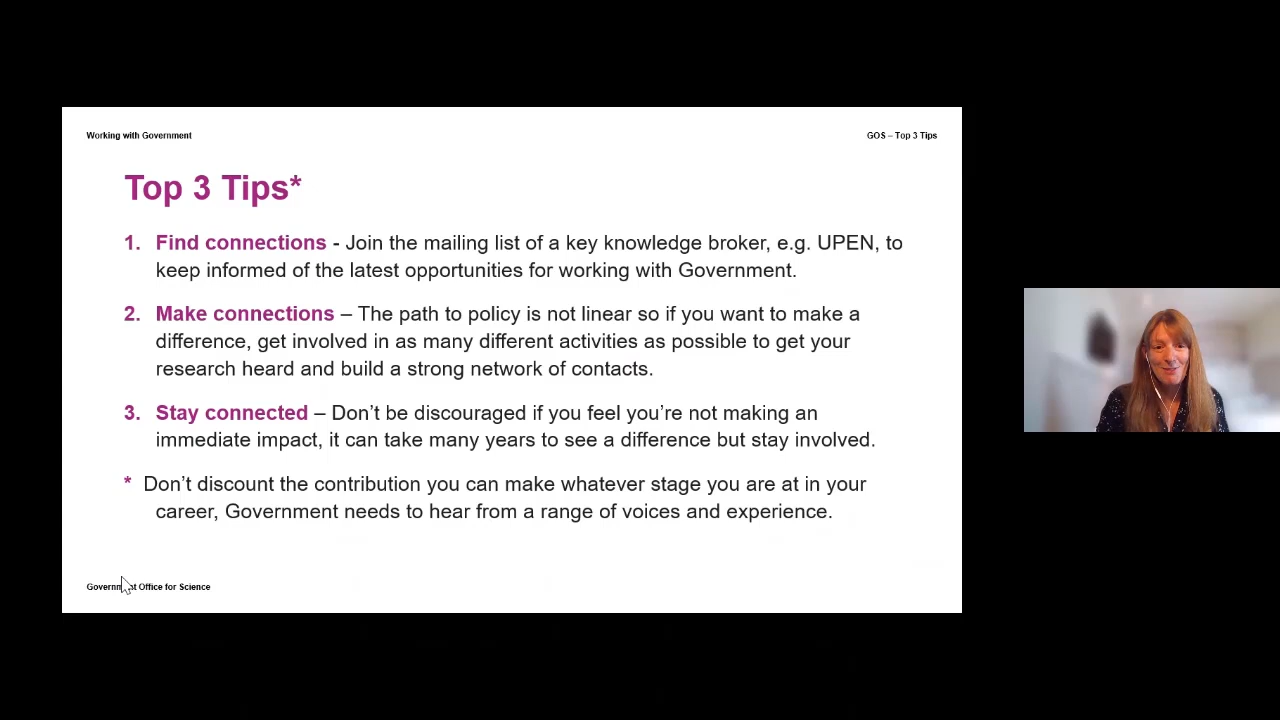 Working with Government
GOS – Top 3 Tips
Top 3 Tips*
1. Find connections - Join the mailing list of a key knowledge broker, e.g. UPEN, to
keep informed of the latest opportunities for working with Government.
2. Make connections – The path to policy is not linear so if you want to make a
difference, get involved in as many different activities as possible to get your
research heard and build a strong network of contacts.
3. Stay connected – Don’t be discouraged if you feel you’re not making an
immediate impact, it can take many years to see a difference but stay involved.
* Don’t discount the contribution you can make whatever stage you are at in your
career, Government needs to hear from a range of voices and experience.
Government Office for Science